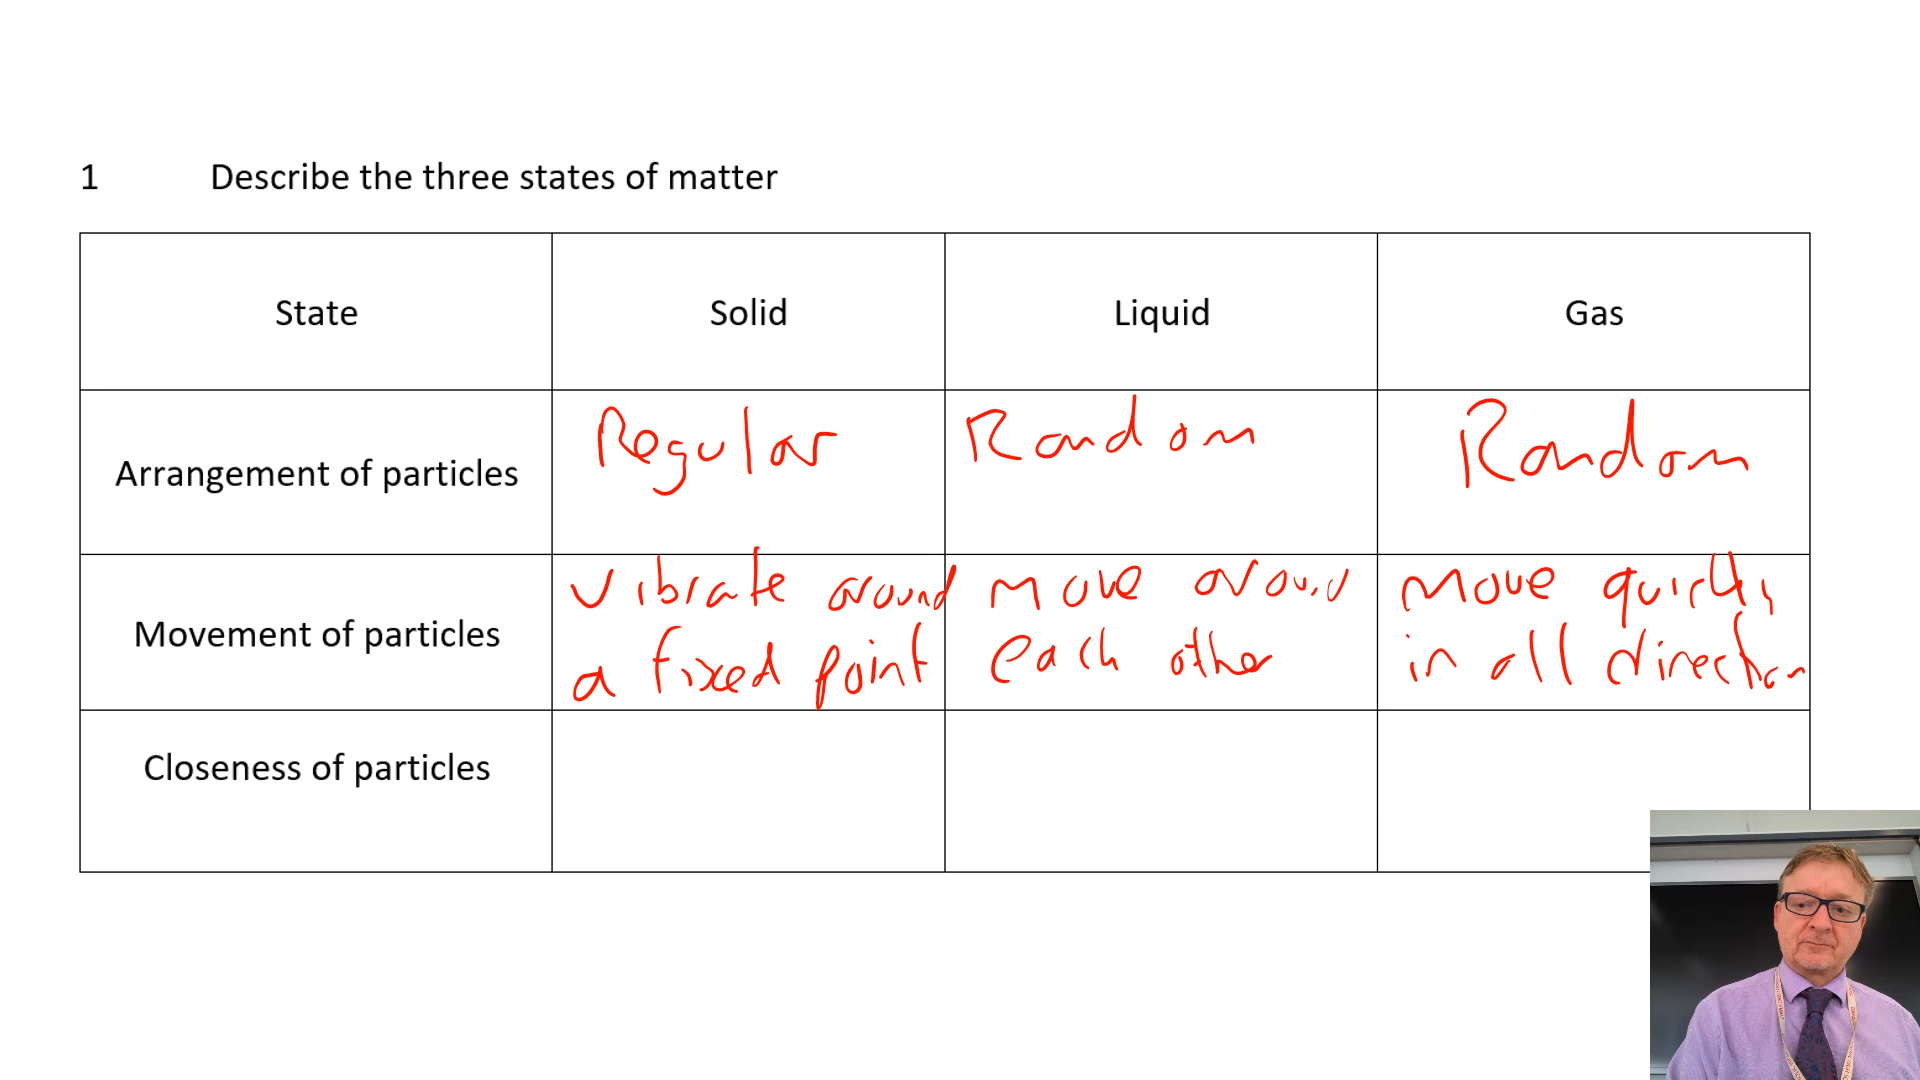 1 Describe the three states of matter
State Solid Liquid Gas
Arrangement of particles Regular Random Random
Movement of particles vibrate around a fixed point move around each other move quickly in all direction
Closeness of particles